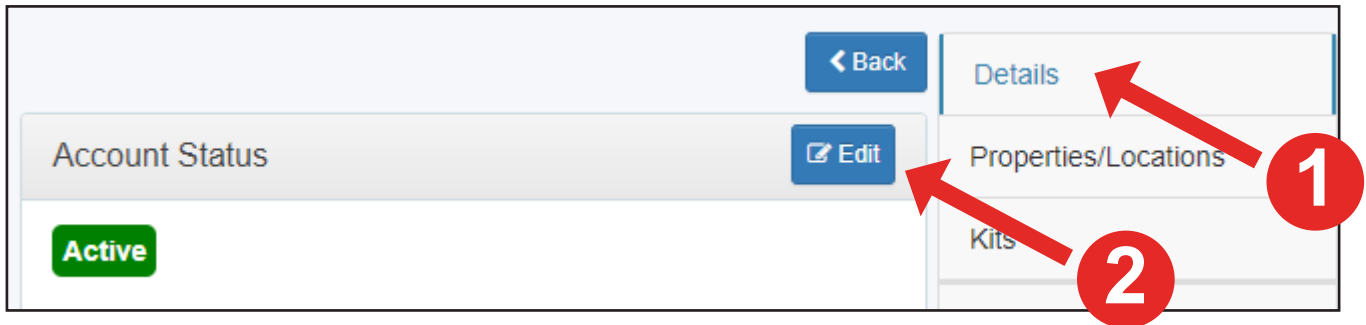 Back
Details
Account Status
Edit
Properties/Locations
1
Active
Kits
2